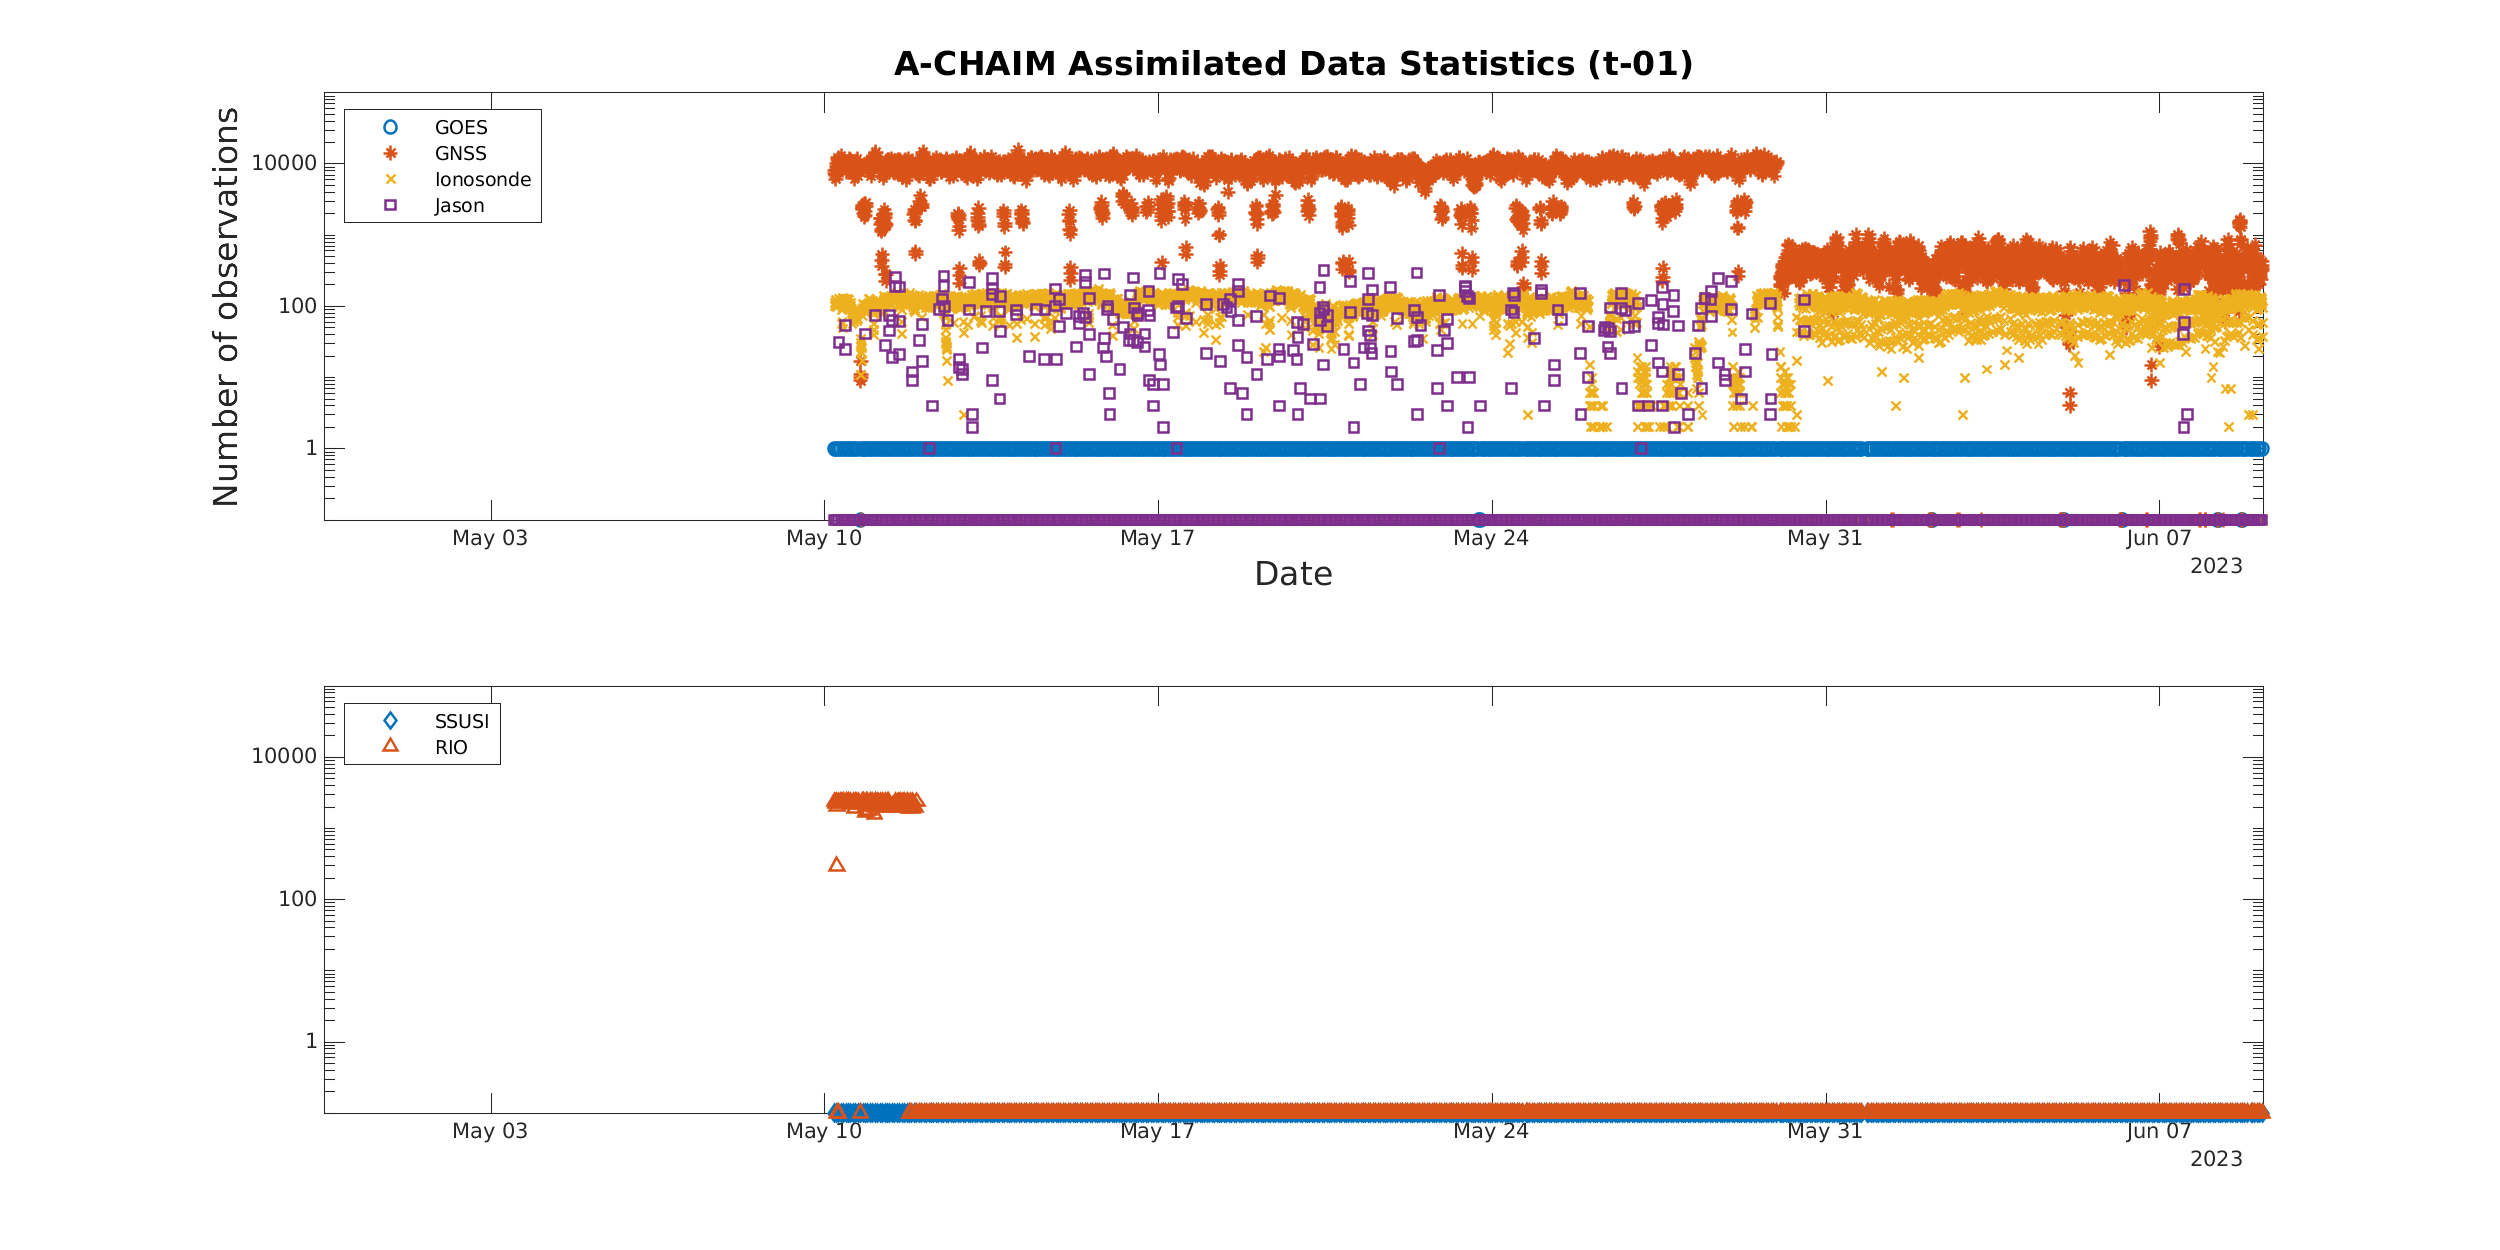 A-CHAIM Assimilated Data Statistics (t-01)
Number of observations
10000
100
1
GOES
GNSS
Ionosonde
Jason
May 03
May 10
May 17
May 24
May 31
Jun 07
2023
Date
10000
100
1
SSUSI
RIO
May 03
May 10
May 17
May 24
May 31
Jun 07
2023